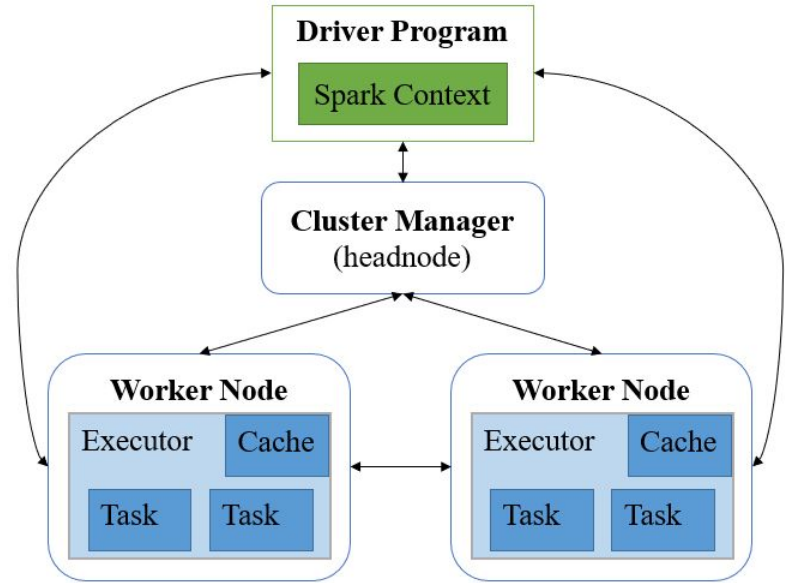 Driver Program
Spark Context
Cluster Manager
(headnode)
Worker Node
Executor
Cache
Task
Task
Worker Node
Executor
Cache
Task
Task